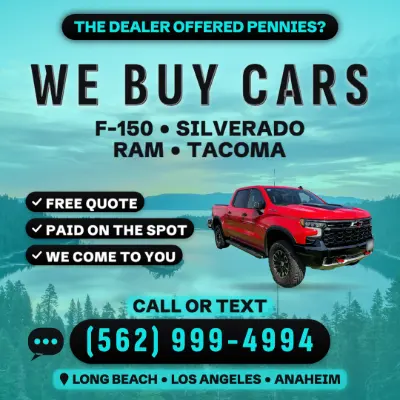 THE DEALER OFFERED PENNIES?
WE BUY CARS
F-150 • SILVERADO
RAM • TACOMA
FREE QUOTE
PAID ON THE SPOT
WE COME TO YOU
CALL OR TEXT
(562) 999-4994
LONG BEACH • LOS ANGELES • ANAHEIM